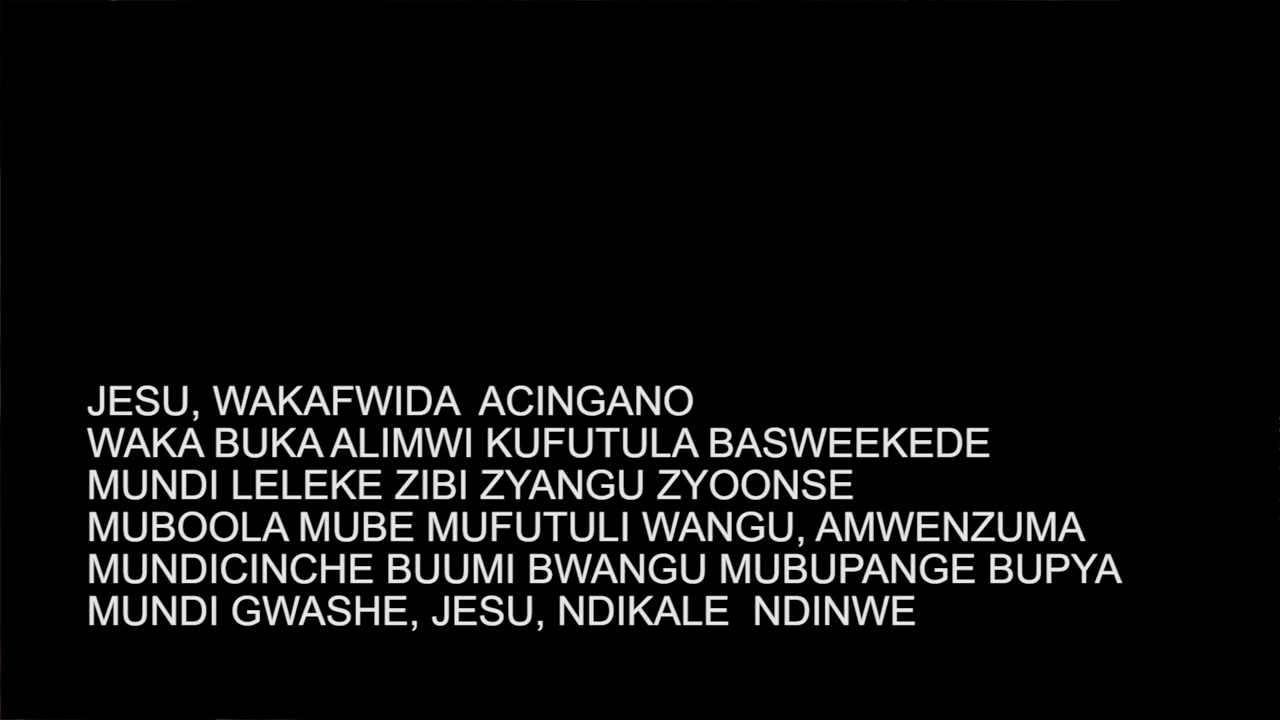 JESU, WAKAFWIDA ACINGANO
WAKA BUKA ALIMWI KUFUTULA BASWEEKEDE
MUNDI LELEKE ZIBI ZYANGU ZYOONSE
MUBOOLA MUBE MUFUTULI WANGU, AMWENZUMA
MUNDICINCHE BUUMI BWANGU MUBUPANGE BUPYA
MUNDI GWASHE, JESU, NDIKALE NDINWE